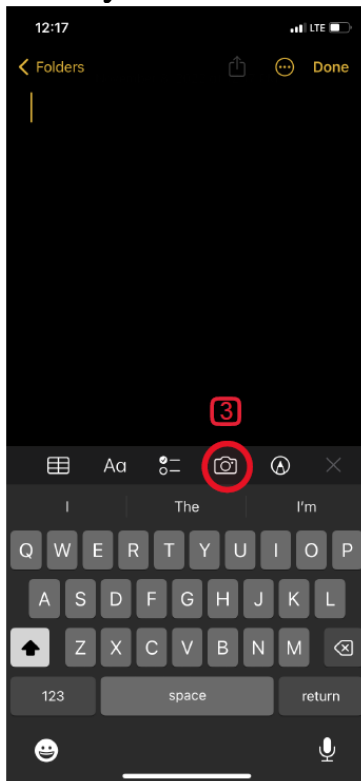 12:17 LTE
Folders Done
3
Aa
I The I'm
Q W E R T Y U I O P
A S D F G H J K L
Z X C V B N M
123 space return